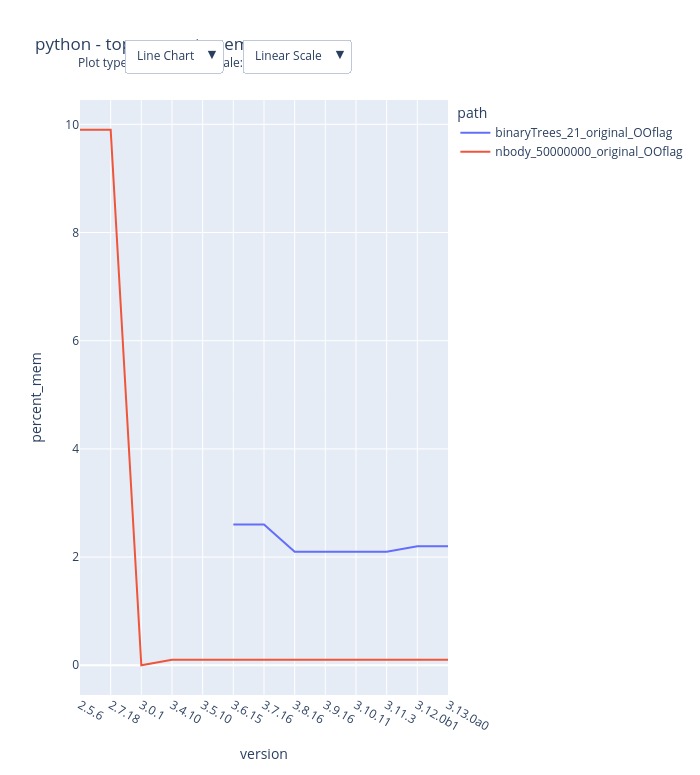 python -
Plot type
Line Chart ▼
Linear Scale ▼
path
binaryTrees_21_original_OOflag
nbody_50000000_original_OOflag
10
8
6
4
2
0
percent_mem
2.5.6
2.7.18
3.0.1
3.4.10
3.5.10
3.6.15
3.7.16
3.8.16
3.9.16
3.10.11
3.11.3
3.12.0b1
3.13.0a0
version